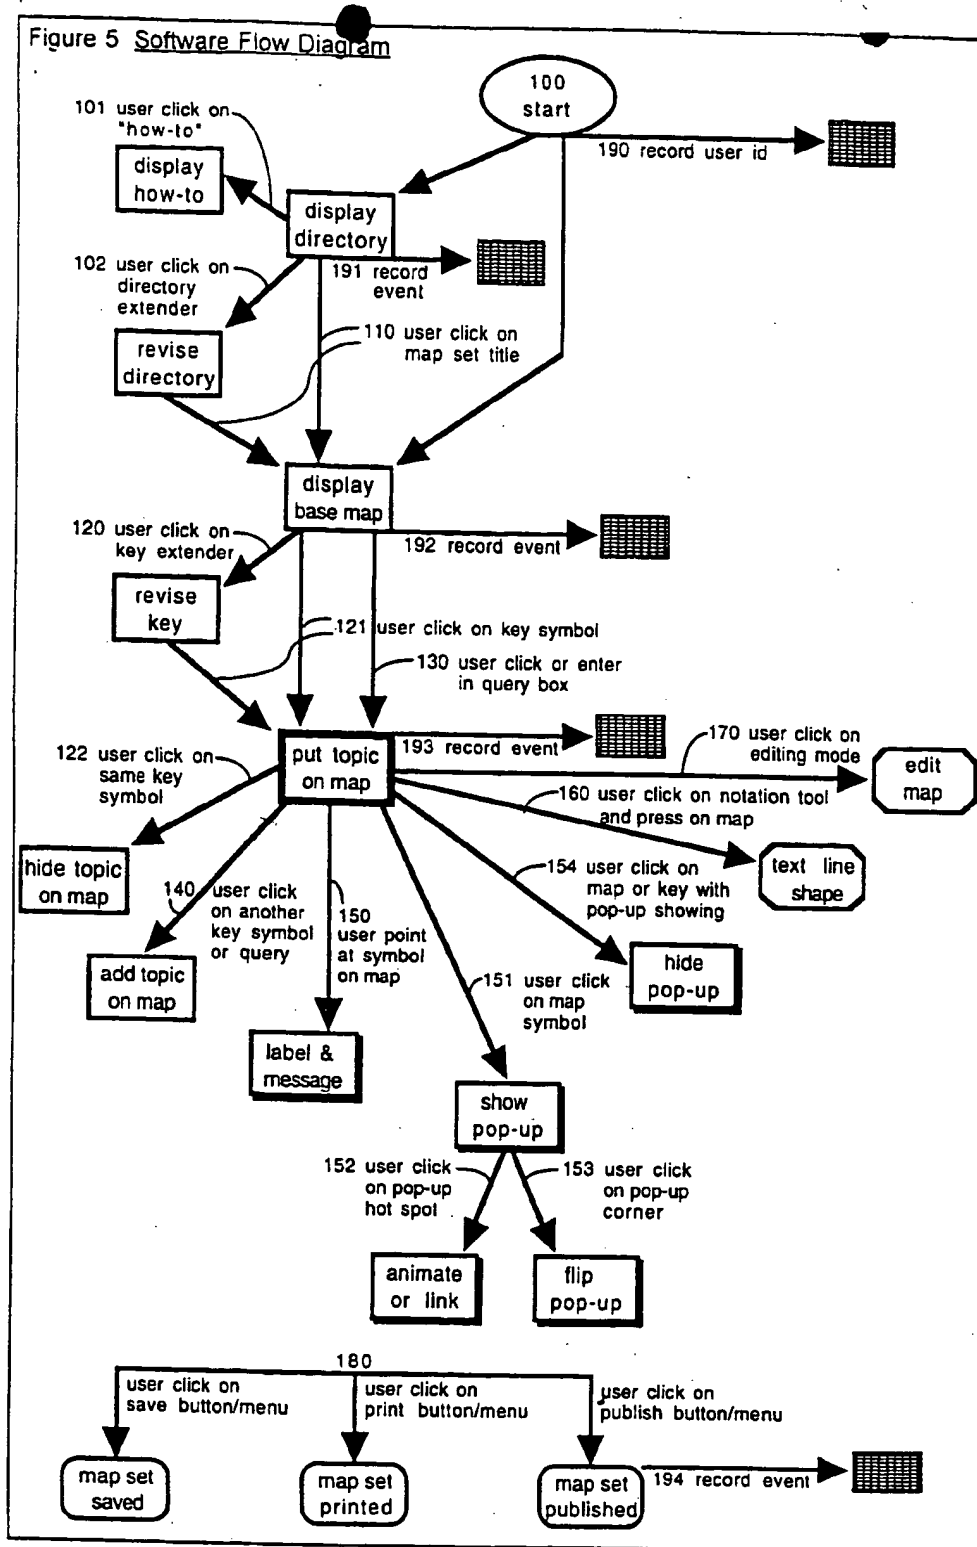 Figure 5 Software Flow Diagram
100
start
101 user click on
"how-to"
190 record user id
display
how-to
display
directory
102 user click on
directory
extender
191 record
event
110 user click on
map set title
revise
directory
display
base map
120 user click on
key extender
192 record event
revise
key
121 user click on key symbol
130 user click or enter
in query box
put topic
on map
193 record event
170 user click on
editing mode
122 user click on
same key
symbol
edit
map
160 user click on notation tool
and press on map
hide topic
on map
text line
shape
140 user click
on another
key symbol
or query
150
user point
at symbol
on map
154 user click on
map or key with
pop-up showing
hide
pop-up
add topic
on map
151 user click
on map
symbol
label &
message
show
pop-up
152 user click
on pop-up
hot spot
153 user click
on pop-up
corner
animate
or link
flip
pop-up
180
user click on
save button/menu
user click on
print button/menu
user click on
publish button/menu
map set
saved
map set
printed
map set
published
194 record event